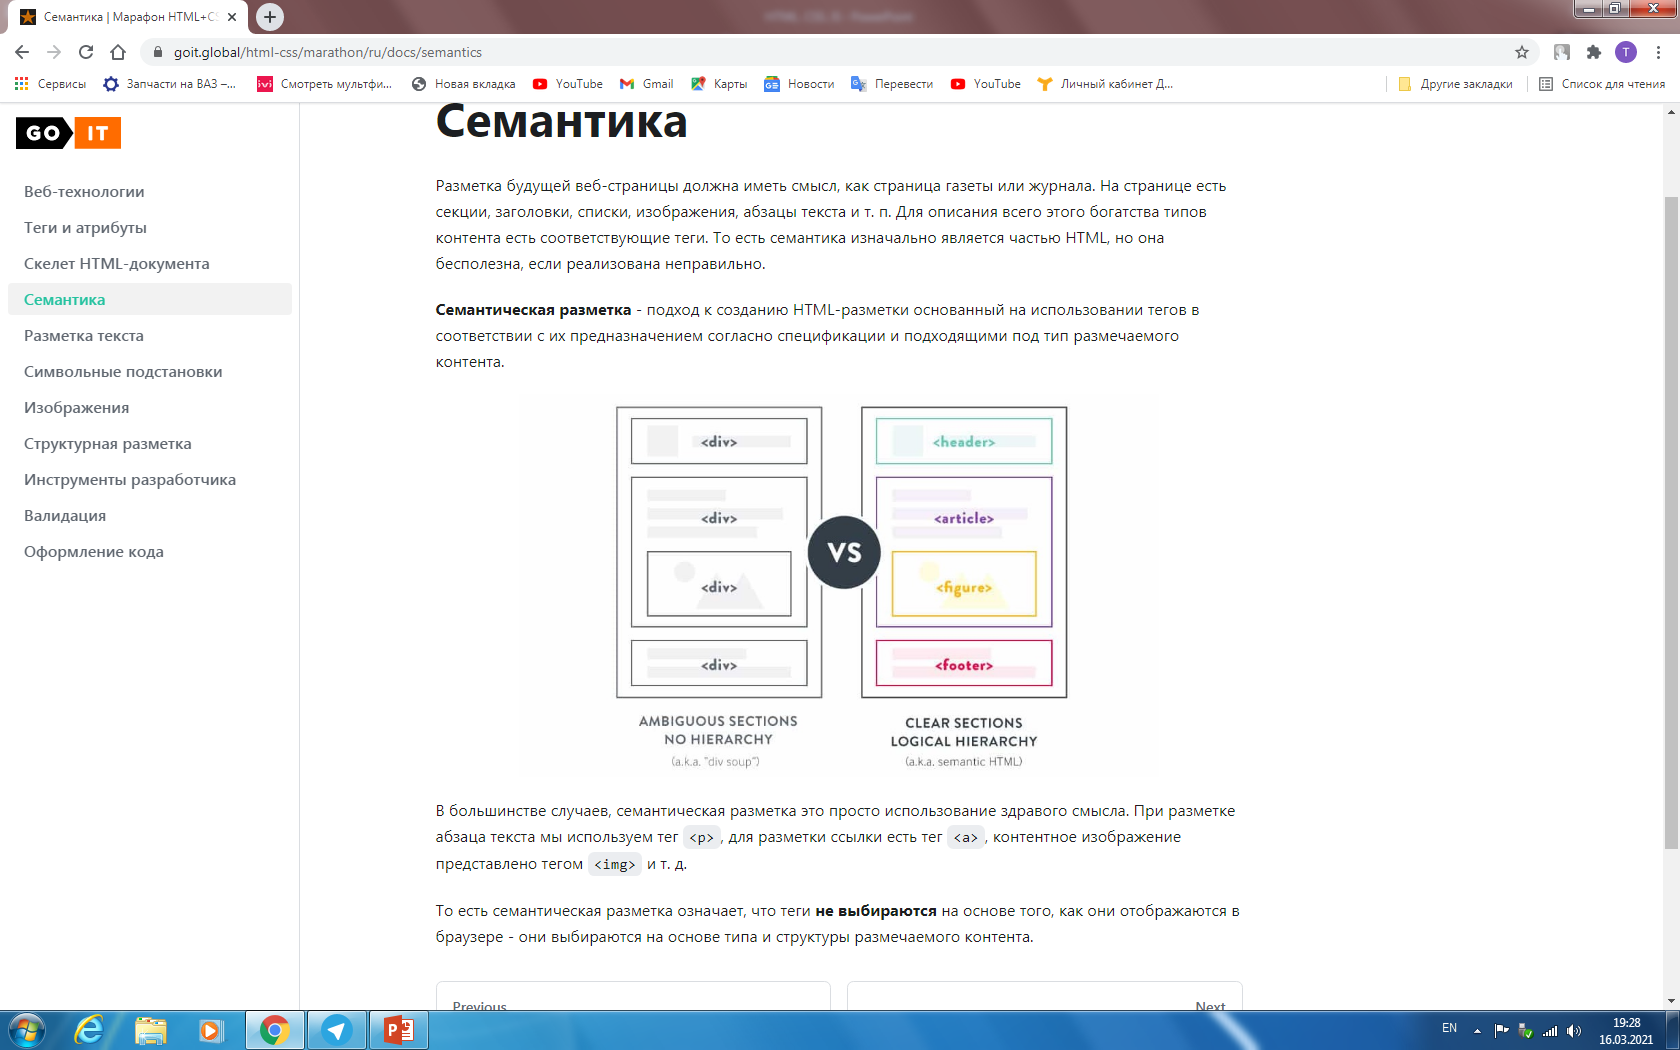 Семантика | Марафон HTML+CS
goit.global/html-css/marathon/ru/docs/semantics
T
Сервисы
Запчасти на ВАЗ –...
ivi
Смотреть мультфи...
Новая вкладка
YouTube
Gmail
Карты
Новости
Перевести
YouTube
Личный кабинет Д...
Другие закладки
Список для чтения
GO IT
Веб-технологии
Теги и атрибуты
Скелет HTML-документа
Семантика
Разметка текста
Символьные подстановки
Изображения
Структурная разметка
Инструменты разработчика
Валидация
Оформление кода
Семантика
Разметка будущей веб-страницы должна иметь смысл, как страница газеты или журнала. На странице есть
секции, заголовки, списки, изображения, абзацы текста и т. п. Для описания всего этого богатства типов
контента есть соответствующие теги. То есть семантика изначально является частью HTML, но она
бесполезна, если реализована неправильно.
Семантическая разметка - подход к созданию HTML-разметки основанный на использовании тегов в
соответствии с их предназначением согласно спецификации и подходящими под тип размечаемого
контента.
<div>
<div>
<div>
<div>
AMBIGUOUS SECTIONS
NO HIERARCHY
(a.k.a. "div soup")
VS
<header>
<article>
<figure>
<footer>
CLEAR SECTIONS
LOGICAL HIERARCHY
(a.k.a. semantic HTML)
В большинстве случаев, семантическая разметка это просто использование здравого смысла. При разметке
абзаца текста мы используем тег <p>, для разметки ссылки есть тег <a>, контентное изображение
представлено тегом <img> и т. д.
То есть семантическая разметка означает, что теги не выбираются на основе того, как они отображаются в
браузере - они выбираются на основе типа и структуры размечаемого контента.
Previous
Next
EN
19:28
16.03.2021